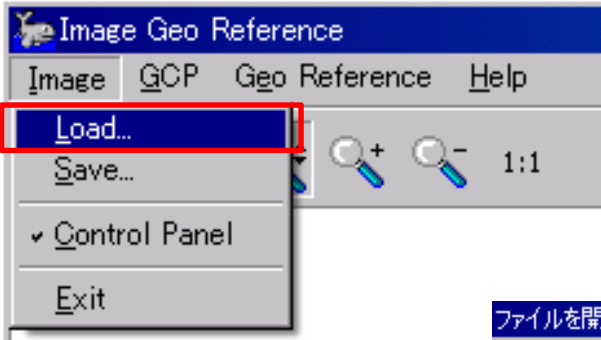 Image Geo Reference
Image GCP Geo Reference Help
Load...
Save...
1:1
Control Panel
Exit
ファイルを開